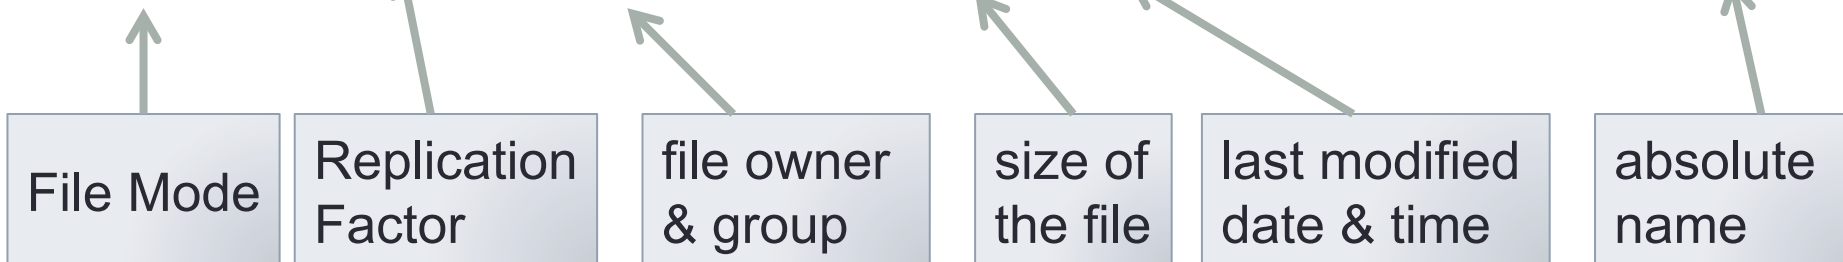 File Mode
Replication
Factor
file owner
& group
size of
the file
last modified
date & time
absolute
name